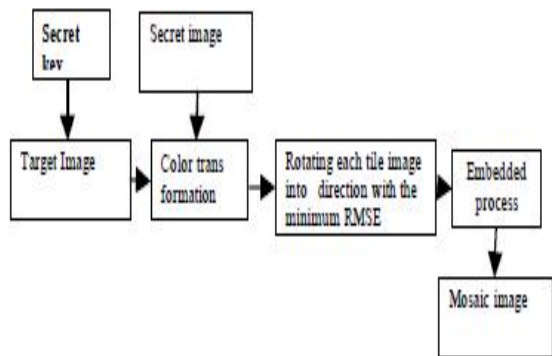 Secret
key
Secret image
Target Image
Color trans
formation
Rotating each tile image
into direction with the
minimum RMSE
Embedded
process
Mosaic image